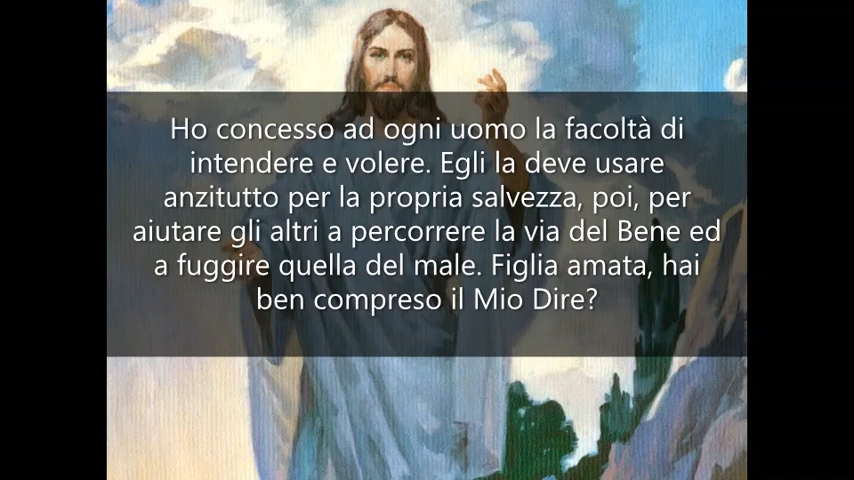 Ho concesso ad ogni uomo la facoltà di
intendere e volere. Egli la deve usare
anzitutto per la propria salvezza, poi, per
aiutare gli altri a percorrere la via del Bene ed
a fuggire quella del male. Figlia amata, hai
ben compreso il Mio Dire?